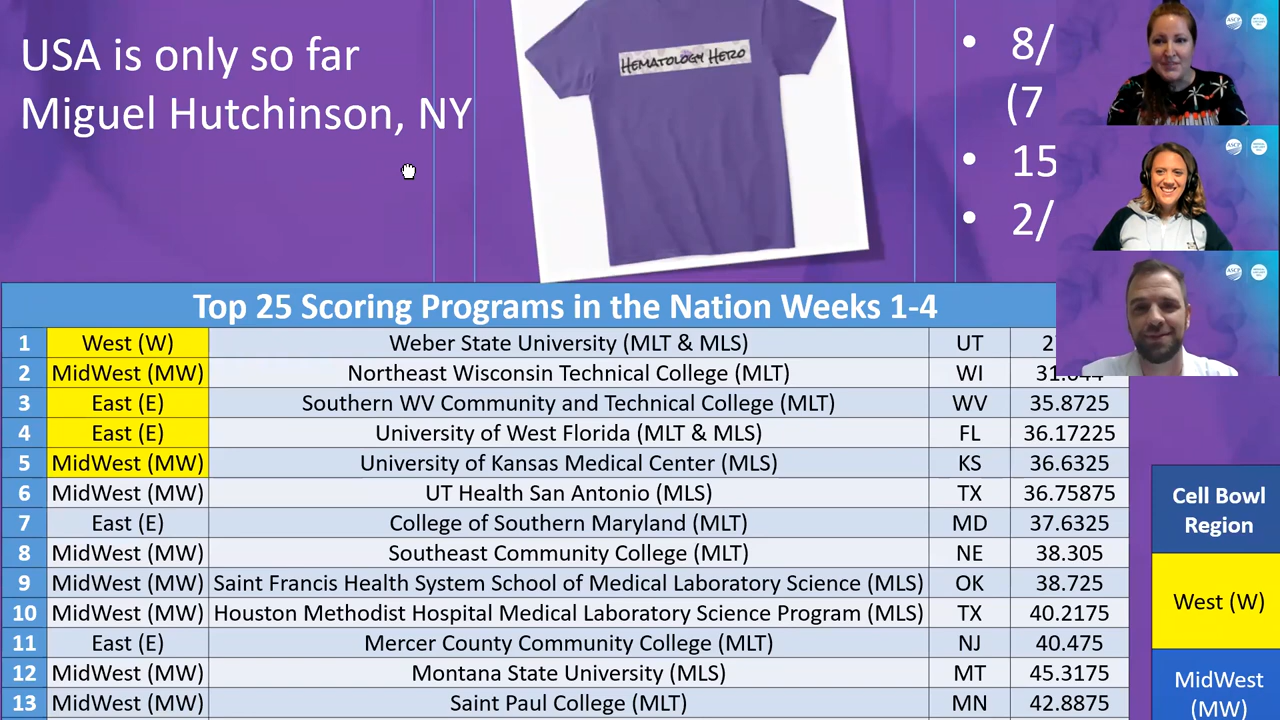 USA is only so far
Miguel Hutchinson, NY
HEMATOLOGY HERO
• 8/
(7
• 15
• 2/
Top 25 Scoring Programs in the Nation Weeks 1-4
1 West (W) Weber State University (MLT & MLS) UT 2
2 MidWest (MW) Northeast Wisconsin Technical College (MLT) WI
3 East (E) Southern WV Community and Technical College (MLT) WV 35.8725
4 East (E) University of West Florida (MLT & MLS) FL 36.17225
5 MidWest (MW) University of Kansas Medical Center (MLS) KS 36.6325
6 MidWest (MW) UT Health San Antonio (MLS) TX 36.75875
7 East (E) College of Southern Maryland (MLT) MD 37.6325
8 MidWest (MW) Southeast Community College (MLT) NE 38.305
9 MidWest (MW) Saint Francis Health System School of Medical Laboratory Science (MLS) OK 38.725
10 MidWest (MW) Houston Methodist Hospital Medical Laboratory Science Program (MLS) TX 40.2175
11 East (E) Mercer County Community College (MLT) NJ 40.475
12 MidWest (MW) Montana State University (MLS) MT 45.3175
13 MidWest (MW) Saint Paul College (MLT) MN 42.8875
Cell Bowl
Region
West (W)
MidWest
(MW)